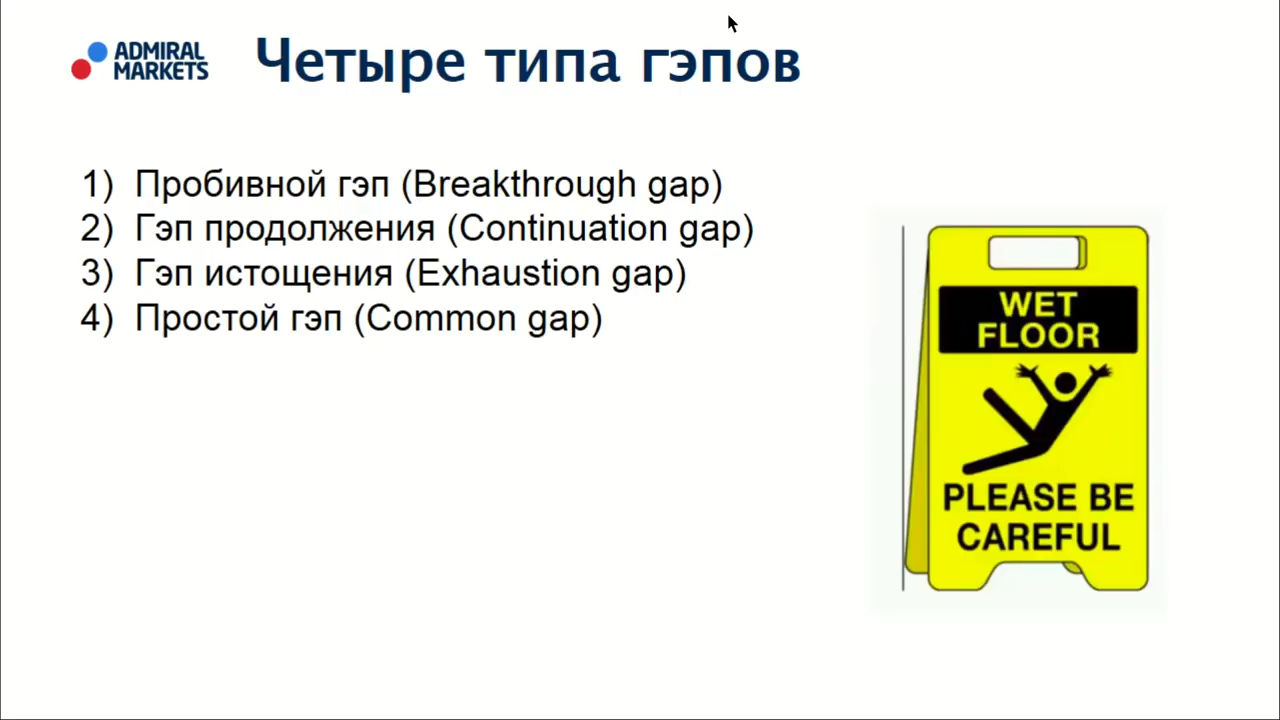 ADMIRAL
MARKETS
Четыре типа гэпов
1) Пробивной гэп (Breakthrough gap)
2) Гэп продолжения (Continuation gap)
3) Гэп истощения (Exhaustion gap)
4) Простой гэп (Common gap)
WET
FLOOR
PLEASE BE
CAREFUL